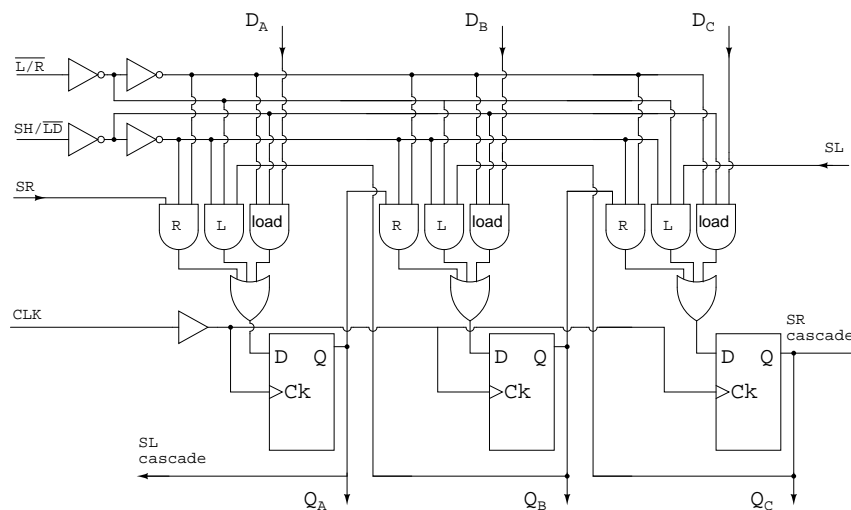 D_A D_B D_C
L/R
SH/LD
SL
SR
R L load R L load R L load
CLK
SR
cascade
D Q D Q D Q
Ck Ck Ck
SL
cascade
Q_A Q_B Q_C